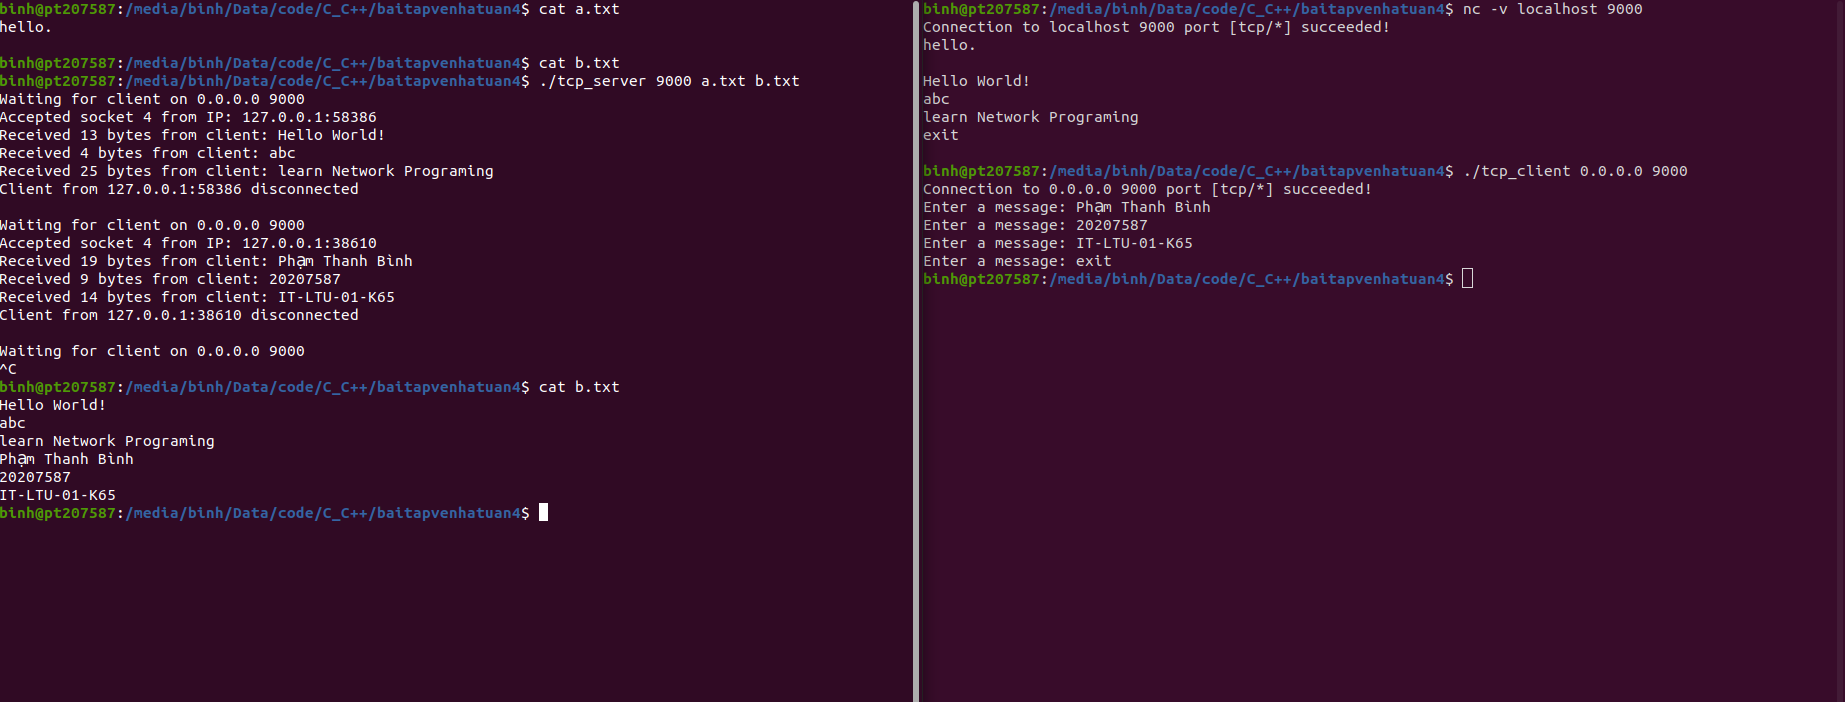 binh@pt207587:/media/binh/Data/code/C_C++/baitapvenhatuan4$ cat a.txt
hello.
binh@pt207587:/media/binh/Data/code/C_C++/baitapvenhatuan4$ cat b.txt
binh@pt207587:/media/binh/Data/code/C_C++/baitapvenhatuan4$ ./tcp_server 9000 a.txt b.txt
Waiting for client on 0.0.0.0 9000
Accepted socket 4 from IP: 127.0.0.1:58386
Received 13 bytes from client: Hello World!
Received 4 bytes from client: abc
Received 25 bytes from client: learn Network Programing
Client from 127.0.0.1:58386 disconnected
Waiting for client on 0.0.0.0 9000
Accepted socket 4 from IP: 127.0.0.1:38610
Received 19 bytes from client: Phạm Thanh Bình
Received 9 bytes from client: 20207587
Received 14 bytes from client: IT-LTU-01-K65
Client from 127.0.0.1:38610 disconnected
Waiting for client on 0.0.0.0 9000
^C
binh@pt207587:/media/binh/Data/code/C_C++/baitapvenhatuan4$ cat b.txt
Hello World!
abc
learn Network Programing
Phạm Thanh Bình
20207587
IT-LTU-01-K65
binh@pt207587:/media/binh/Data/code/C_C++/baitapvenhatuan4$
binh@pt207587:/media/binh/Data/code/C_C++/baitapvenhatuan4$ nc -v localhost 9000
Connection to localhost 9000 port [tcp/*] succeeded!
hello.
Hello World!
abc
learn Network Programing
exit
binh@pt207587:/media/binh/Data/code/C_C++/baitapvenhatuan4$ ./tcp_client 0.0.0.0 9000
Connection to 0.0.0.0 9000 port [tcp/*] succeeded!
Enter a message: Phạm Thanh Bình
Enter a message: 20207587
Enter a message: IT-LTU-01-K65
Enter a message: exit
binh@pt207587:/media/binh/Data/code/C_C++/baitapvenhatuan4$